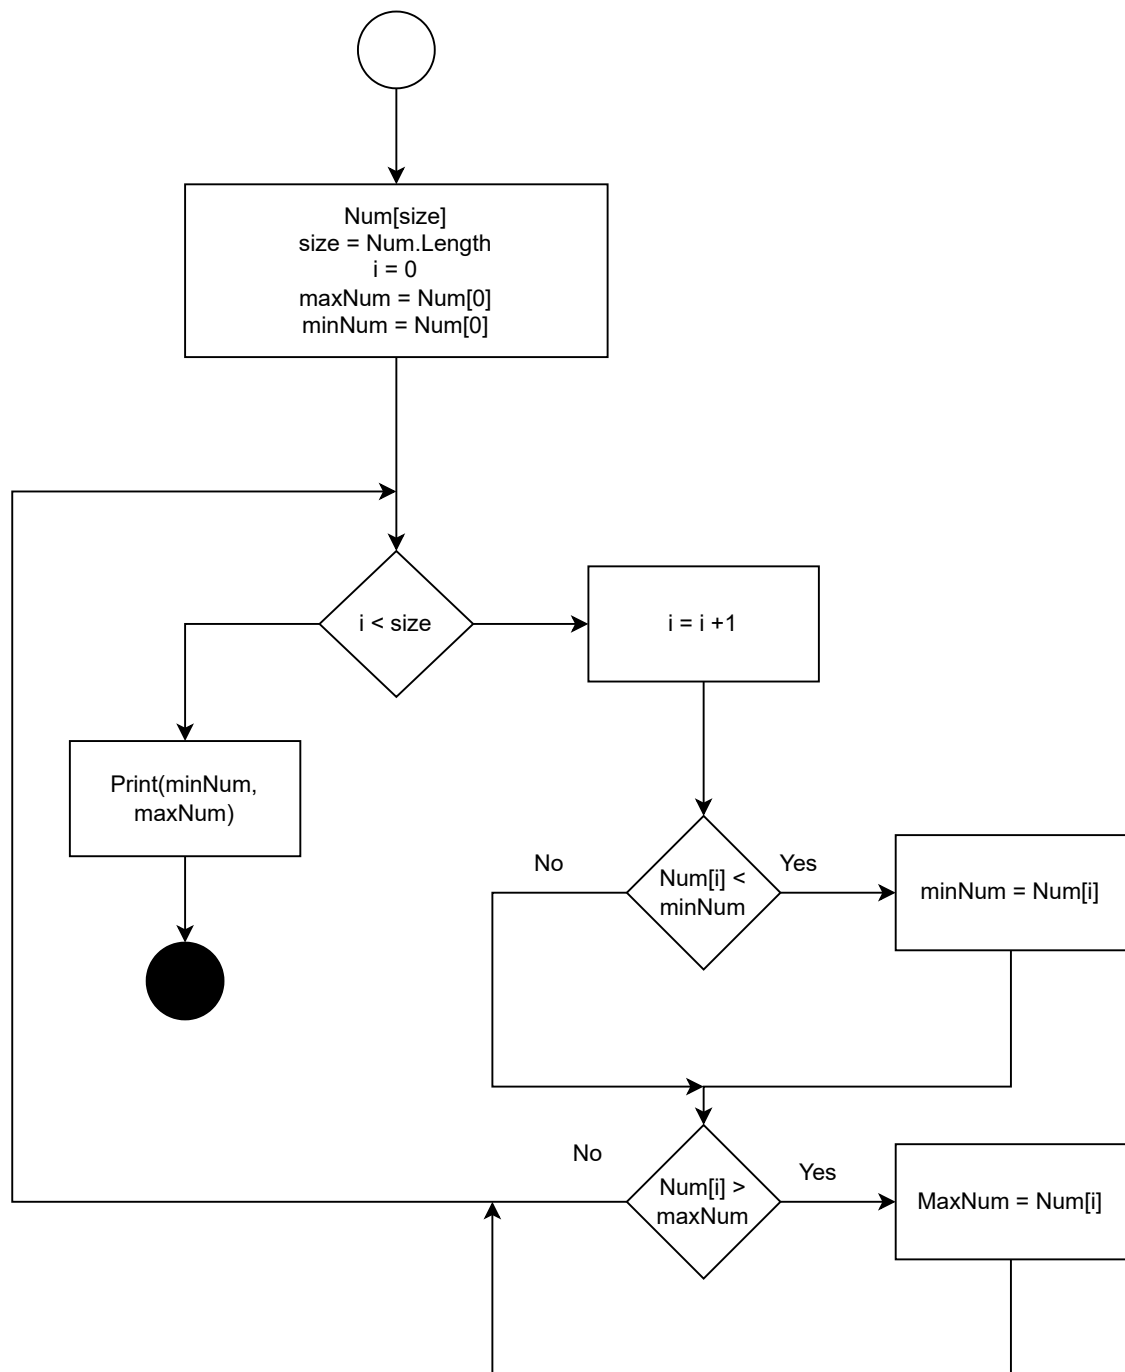 Num[size]
size = Num.Length
i = 0
maxNum = Num[0]
minNum = Num[0]
i < size
i = i +1
Print(minNum,
maxNum)
No
Yes
Num[i] <
minNum
minNum = Num[i]
No
Yes
Num[i] >
maxNum
MaxNum = Num[i]